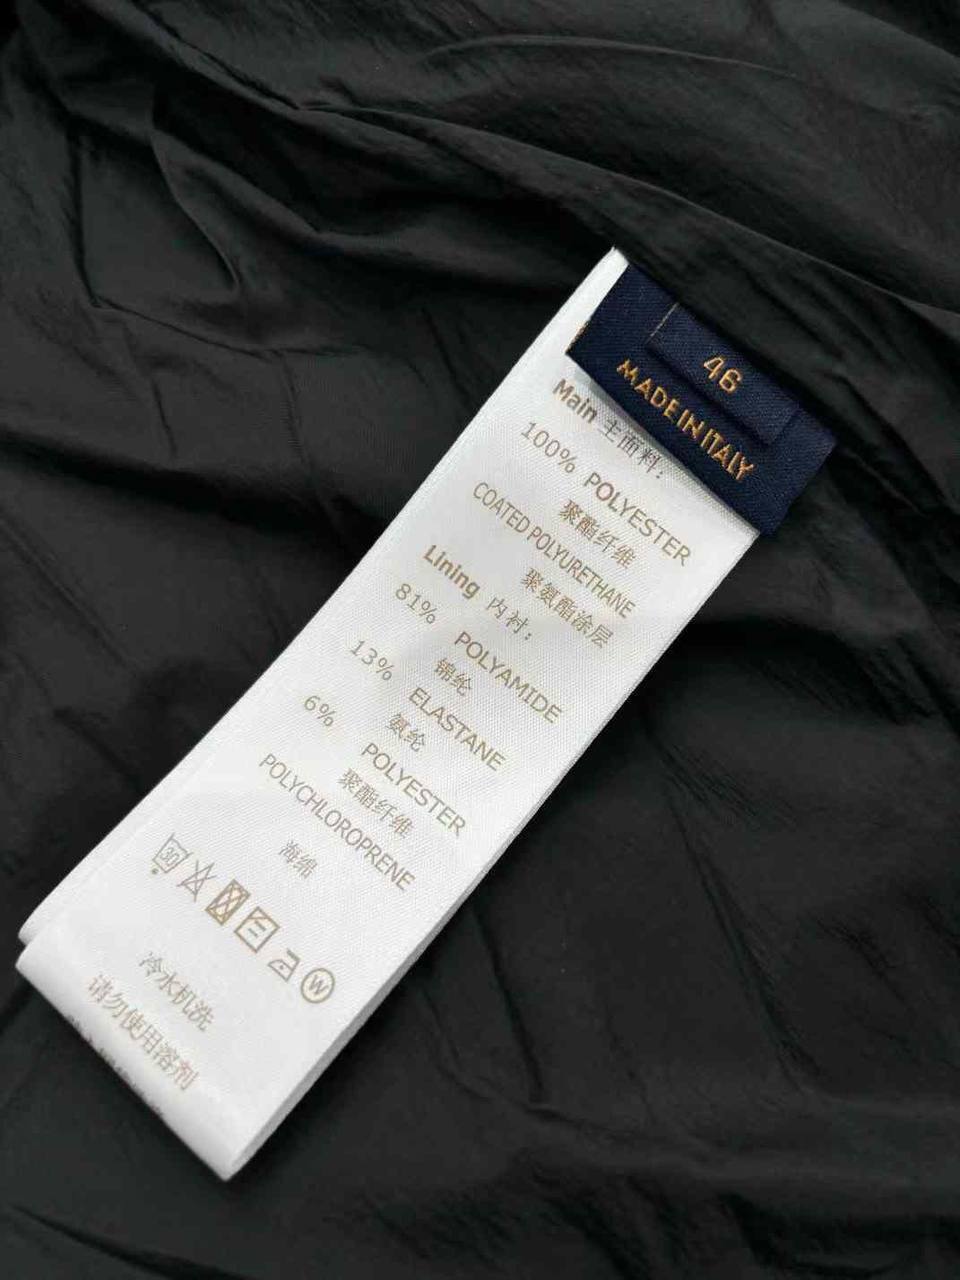 46
MADE IN ITALY
Main 主面料:
100% POLYESTER
聚酯纤维
COATED POLYURETHANE
聚氨酯涂层
Lining 内衬:
81% POLYAMIDE
锦纶
13% ELASTANE
氨纶
6% POLYESTER
聚酯纤维
POLYCHLOROPRENE
海绵
30
W
冷水机洗
请勿使用溶剂